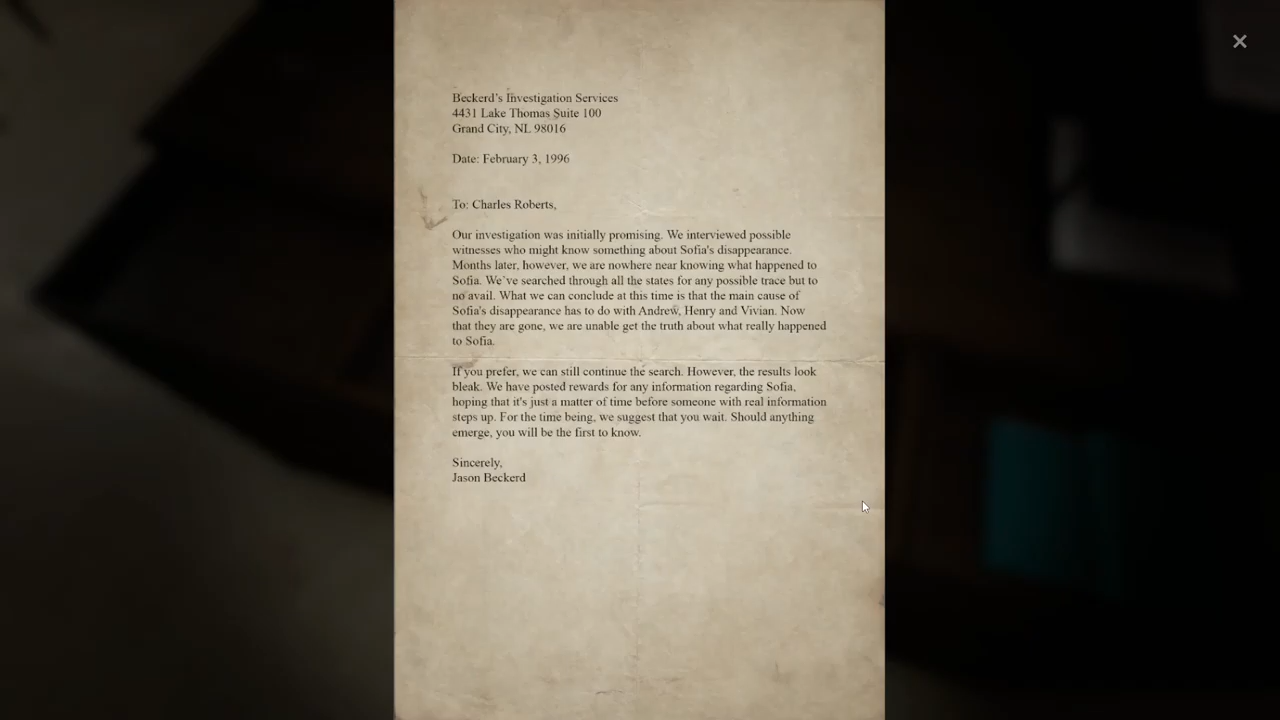 Beckerd's Investigation Services
4431 Lake Thomas Suite 100
Grand City, NL 98016
Date: February 3, 1996
To: Charles Roberts,
Our investigation was initially promising. We interviewed possible
witnesses who might know something about Sofia's disappearance.
Months later, however, we are nowhere near knowing what happened to
Sofia. We've searched through all the states for any possible trace but to
no avail. What we can conclude at this time is that the main cause of
Sofia's disappearance has to do with Andrew, Henry and Vivian. Now
that they are gone, we are unable get the truth about what really happened
to Sofia.
If you prefer, we can still continue the search. However, the results look
bleak. We have posted rewards for any information regarding Sofia,
hoping that it's just a matter of time before someone with real information
steps up. For the time being, we suggest that you wait. Should anything
emerge, you will be the first to know.
Sincerely,
Jason Beckerd